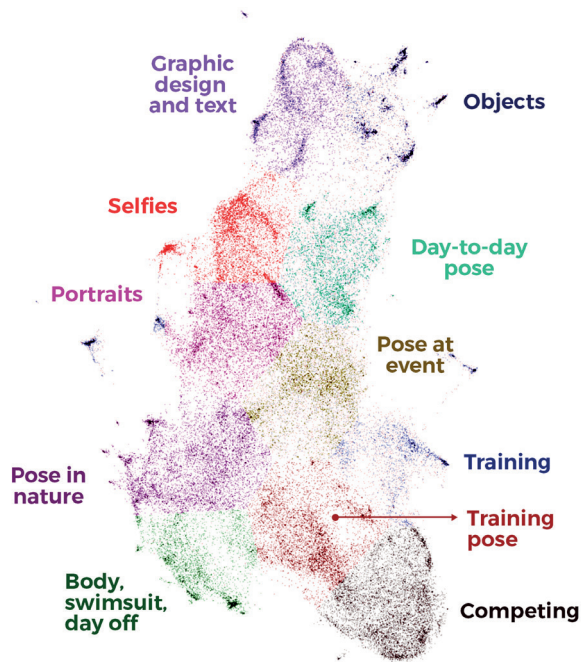 Graphic
design
and text
Objects
Selfies
Day-to-day
pose
Portraits
Pose at
event
Training
Pose in
nature
Training
pose
Body,
swimsuit,
day off
Competing